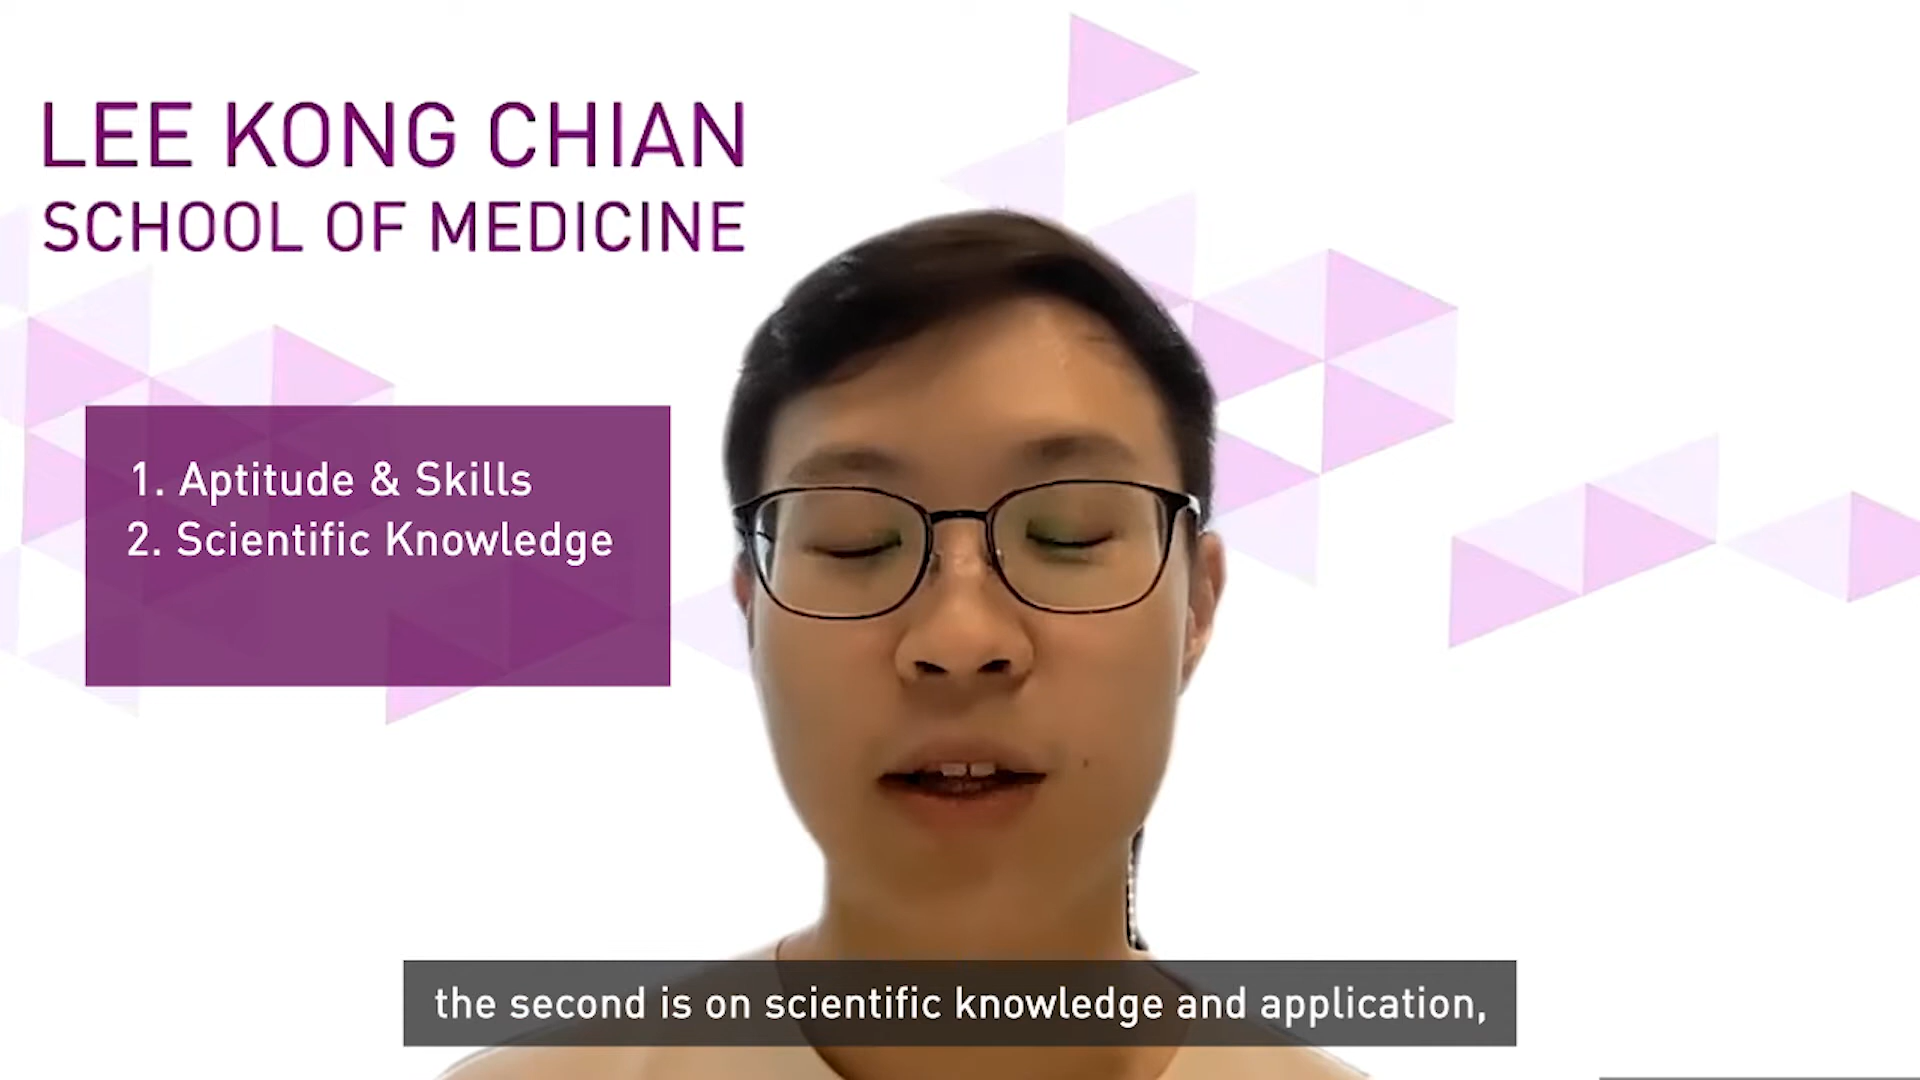 LEE KONG CHIAN
SCHOOL OF MEDICINE
1. Aptitude & Skills
2. Scientific Knowledge
the second is on scientific knowledge and application,